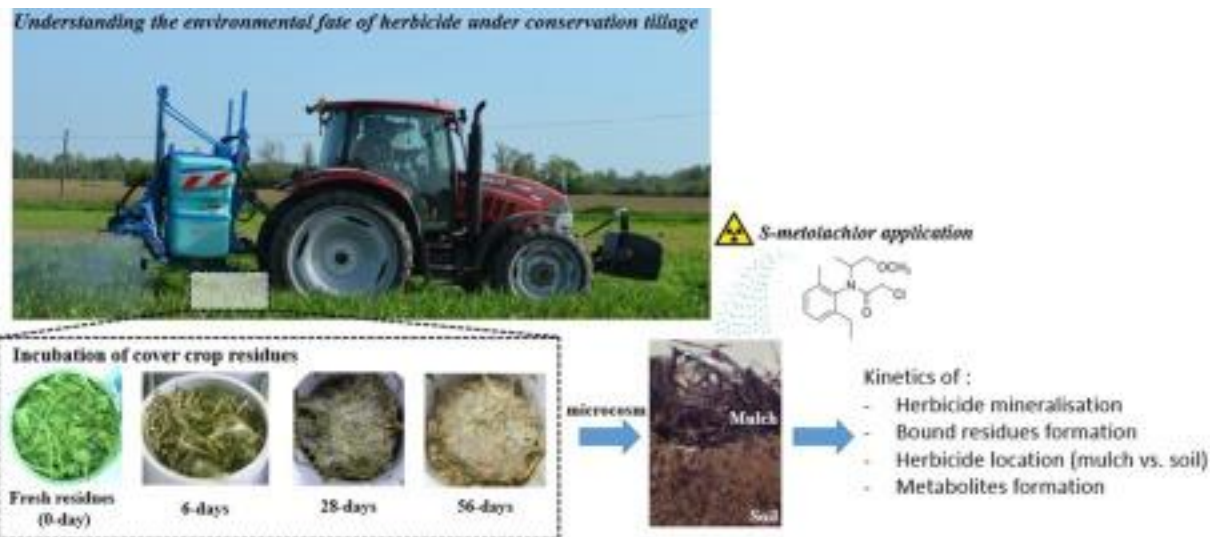 Understanding the environmental fate of herbicide under conservation tillage
S-metolachlor application
OCH₃
N
Cl
O
Incubation of cover crop residues
Fresh residues
(0-day)
6-days
28-days
56-days
microcosm
Mulch
Soil
Kinetics of :
- Herbicide mineralisation
- Bound residues formation
- Herbicide location (mulch vs. soil)
- Metabolites formation